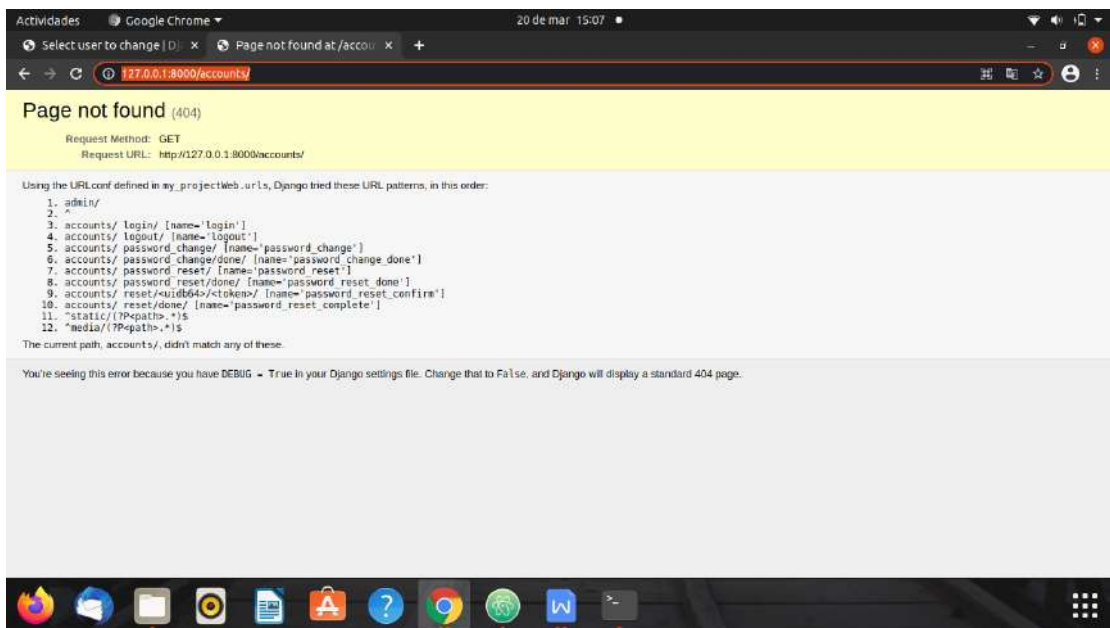 Actividades Google Chrome 20 de mar 15:07
Select user to change | Dj Page not found at /accou
127.0.0.1:8000/accounts/
Page not found (404)
Request Method: GET
Request URL: http://127.0.0.1:8000/accounts/
Using the URLconf defined in my_projectWeb.urls, Django tried these URL patterns, in this order:
1. admin/
2. ^
3. accounts/ login/ [name='login']
4. accounts/ logout/ [name='logout']
5. accounts/ password_change/ [name='password_change']
6. accounts/ password_change/done/ [name='password_change_done']
7. accounts/ password_reset/ [name='password_reset']
8. accounts/ password_reset/done/ [name='password_reset_done']
9. accounts/ reset/<uidb64>/<token>/ [name='password_reset_confirm']
10. accounts/ reset/done/ [name='password_reset_complete']
11. ^static/(?P<path>.*)$
12. ^media/(?P<path>.*)$
The current path, accounts/, didn't match any of these.
You're seeing this error because you have DEBUG = True in your Django settings file. Change that to False, and Django will display a standard 404 page.